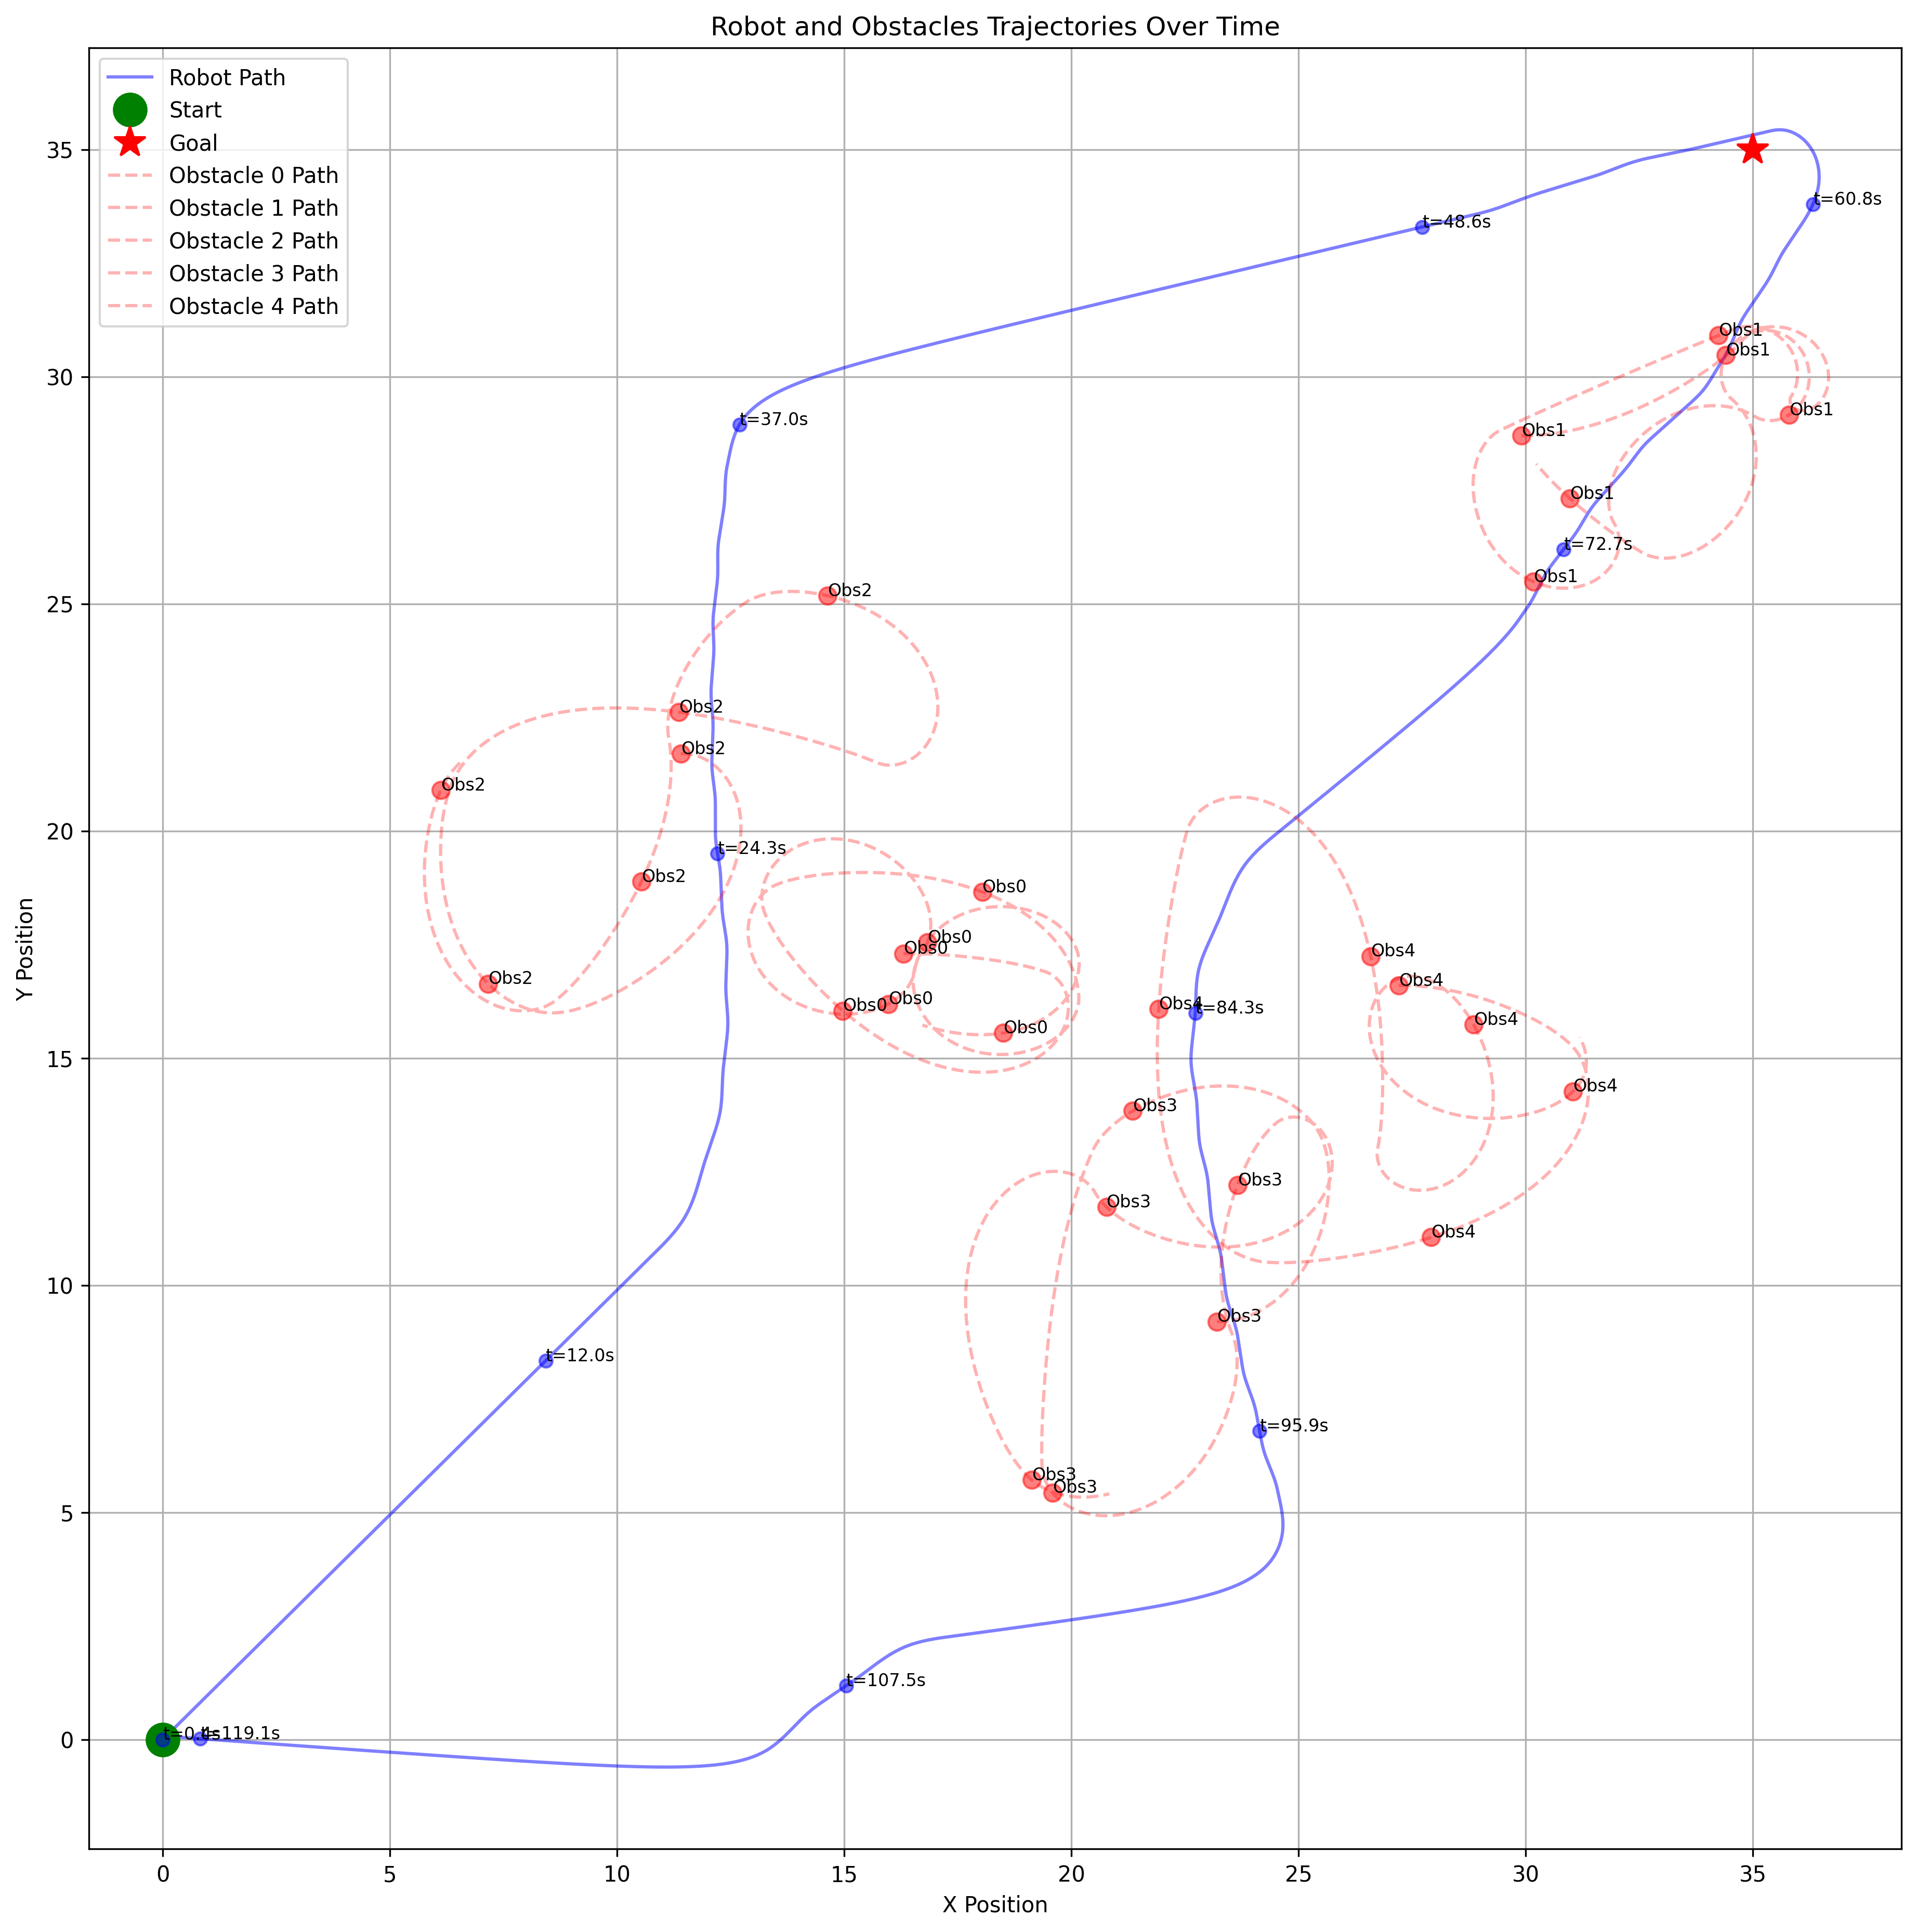 Robot and Obstacles Trajectories Over Time
Robot Path
Start
Goal
Obstacle 0 Path
Obstacle 1 Path
Obstacle 2 Path
Obstacle 3 Path
Obstacle 4 Path
Y Position
35
30
25
20
15
10
5
0
t=60.8s
t=48.6s
Obs1
Obs1
Obs1
t=37.0s
Obs1
Obs1
t=72.7s
Obs1
Obs2
Obs2
Obs2
Obs2
t=24.3s
Obs2
Obs0
Obs0
Obs0
Obs4
Obs2
Obs4
Obs0
Obs0
Obs4
t=84.3s
Obs0
Obs4
Obs4
Obs3
Obs3
Obs3
Obs4
Obs3
t=12.0s
t=95.9s
Obs3
Obs3
t=107.5s
t=0.4s
t=119.1s
0
5
10
15
20
25
30
35
X Position